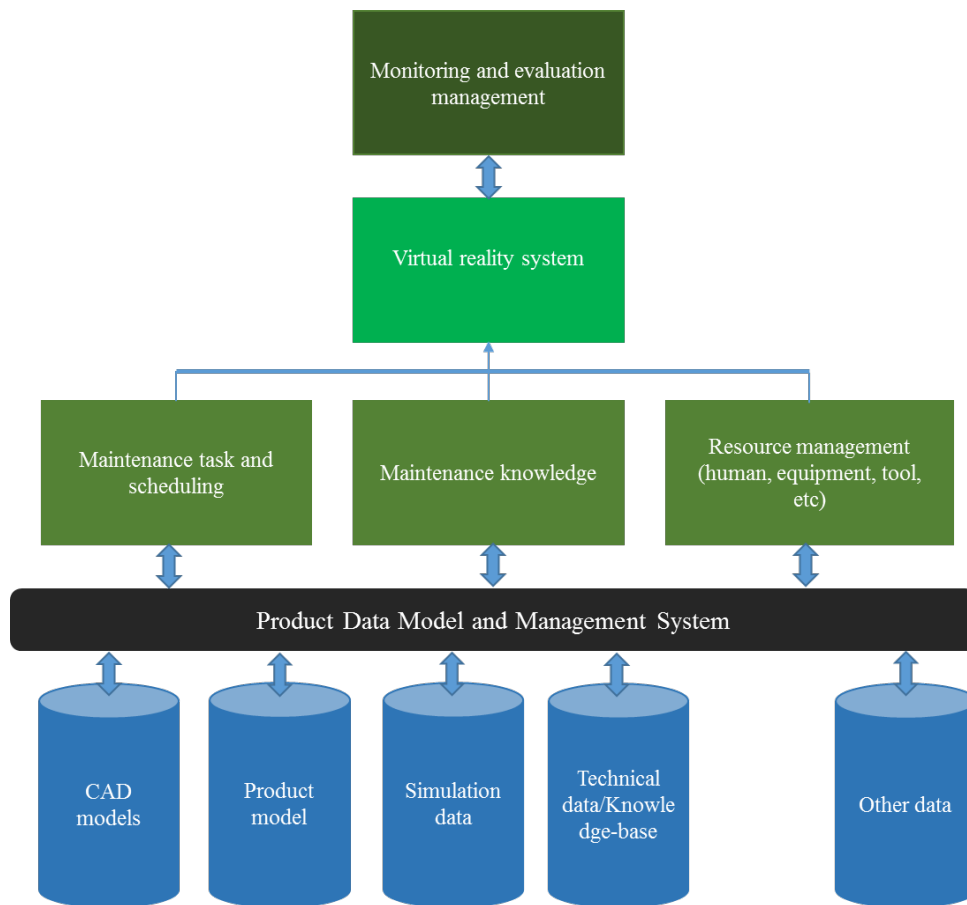 Monitoring and evaluation
management
Virtual reality system
Maintenance task and
scheduling
Maintenance knowledge
Resource management
(human, equipment, tool,
etc)
Product Data Model and Management System
CAD
models
Product
model
Simulation
data
Technical
data/Knowle
dge-base
Other data